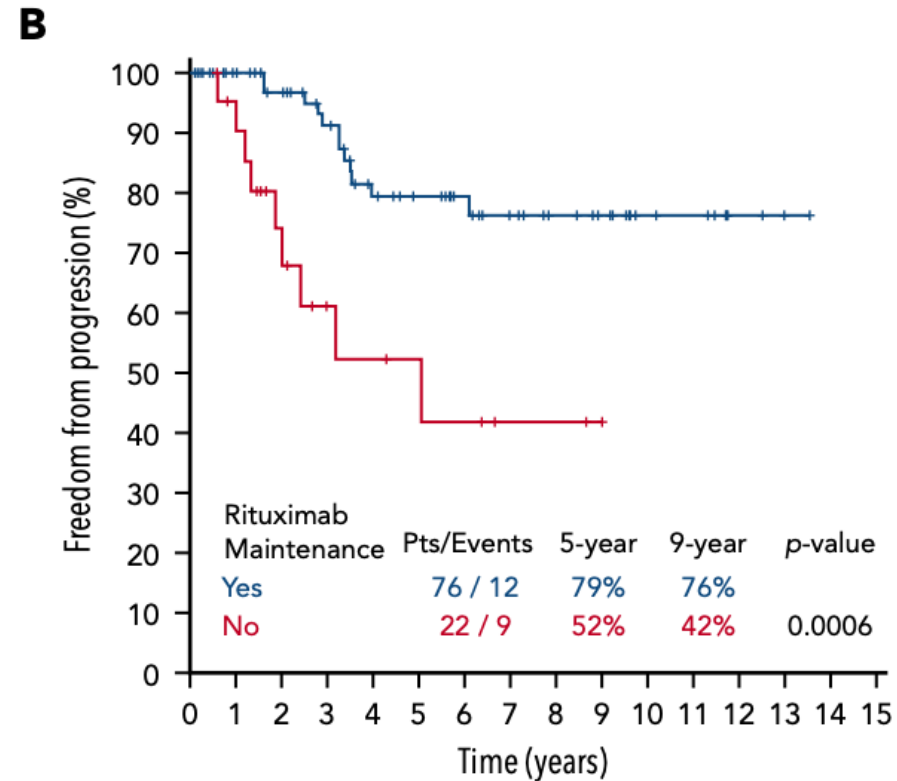 B
Freedom from progression (%)
100
90
80
70
60
50
40
30
20
10
0
Rituximab
Maintenance Pts/Events 5-year 9-year p-value
Yes 76 / 12 79% 76%
No 22 / 9 52% 42% 0.0006
0 1 2 3 4 5 6 7 8 9 10 11 12 13 14 15
Time (years)